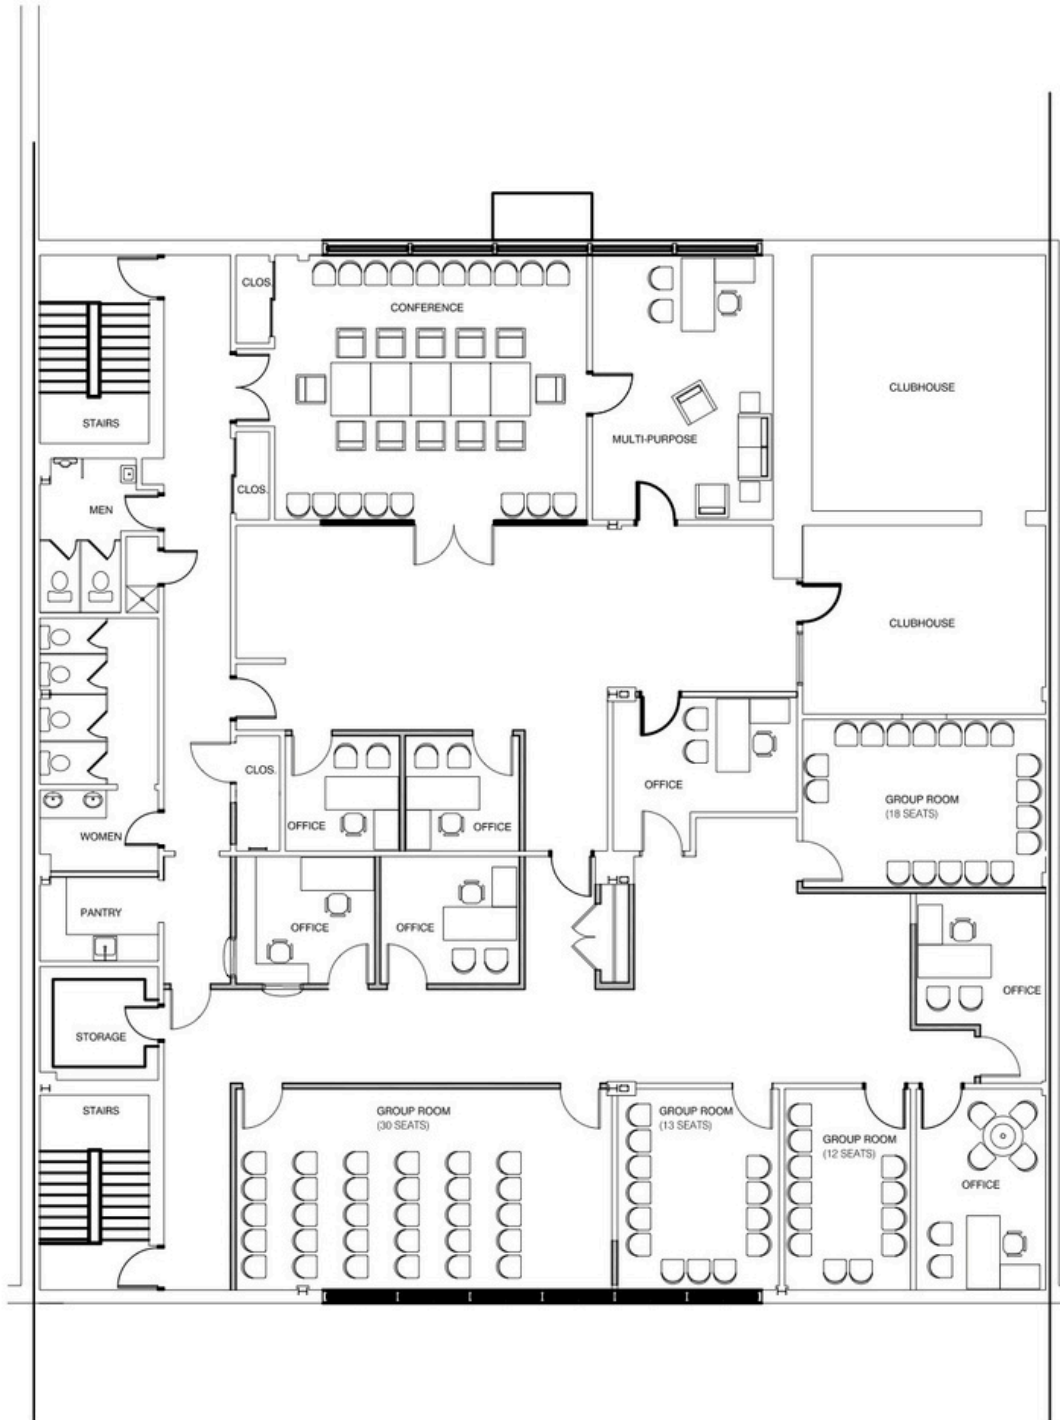 CLOS.
CONFERENCE
STAIRS
CLUBHOUSE
MULTI-PURPOSE
CLOS.
MEN
CLUBHOUSE
CLOS.
OFFICE
OFFICE
OFFICE
GROUP ROOM
(18 SEATS)
WOMEN
PANTRY
OFFICE
OFFICE
OFFICE
STORAGE
STAIRS
GROUP ROOM
(30 SEATS)
GROUP ROOM
(13 SEATS)
GROUP ROOM
(12 SEATS)
OFFICE